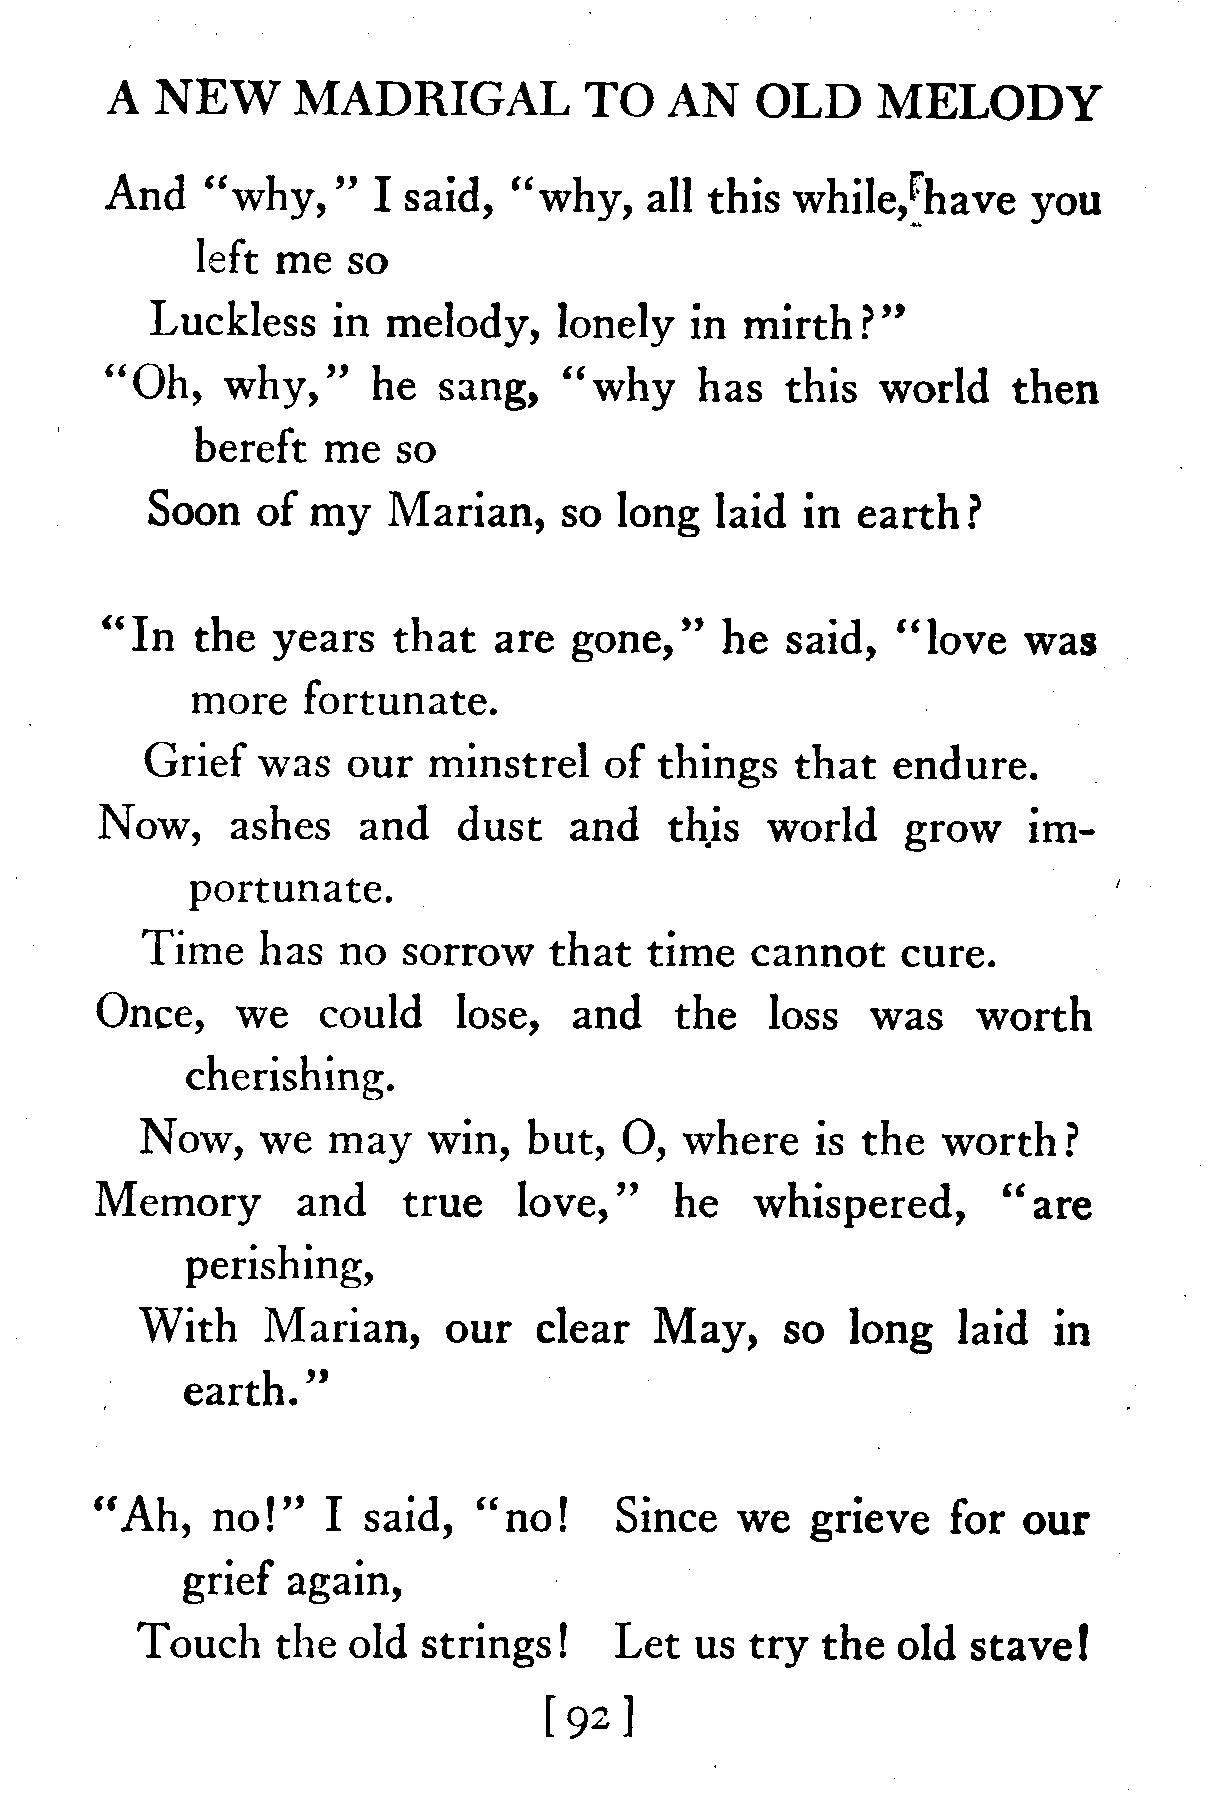 A NEW MADRIGAL TO AN OLD MELODY
And “why,” I said, “why, all this while, have you
left me so
Luckless in melody, lonely in mirth?”
“Oh, why,” he sang, “why has this world then
bereft me so
Soon of my Marian, so long laid in earth?
“In the years that are gone,” he said, “love was
more fortunate.
Grief was our minstrel of things that endure.
Now, ashes and dust and this world grow im-
portunate.
Time has no sorrow that time cannot cure.
Once, we could lose, and the loss was worth
cherishing.
Now, we may win, but, O, where is the worth?
Memory and true love,” he whispered, “are
perishing,
With Marian, our clear May, so long laid in
earth.”
“Ah, no!” I said, “no! Since we grieve for our
grief again,
Touch the old strings! Let us try the old stave!
[92]